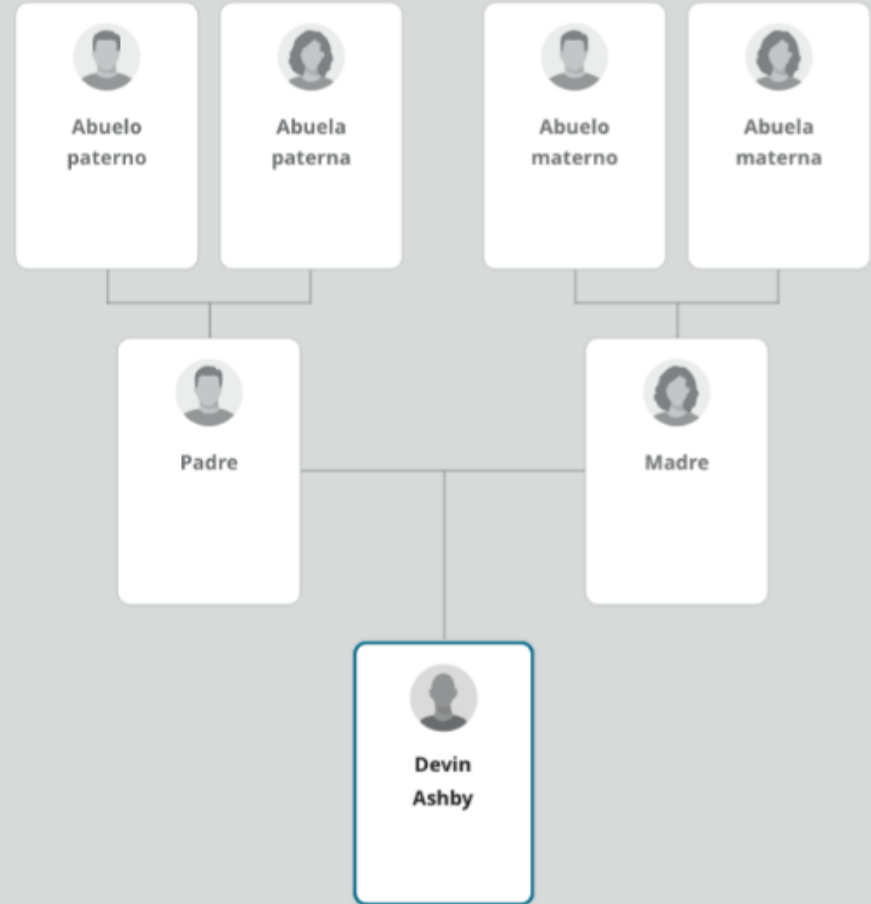 Abuelo
paterno
Abuela
paterna
Abuelo
materno
Abuela
materna
Padre
Madre
Devin
Ashby